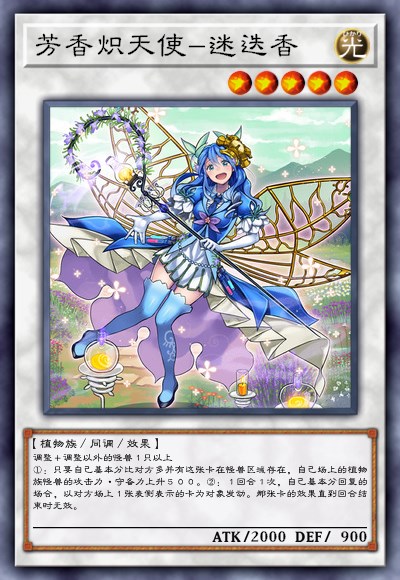 芳香炽天使-迷迭香
ひかり
光
【植物族/同调/效果】
调整+调整以外的怪兽1只以上
①:只要自己基本分比对方多并有这张卡在怪兽区域存在,自己场上的植物
族怪兽的攻击力·守备力上升500。②:1回合1次,自己基本分回复的
场合,以对方场上1张表侧表示的卡为对象发动。那张卡的效果直到回合结
束时无效。
ATK/2000 DEF/ 900